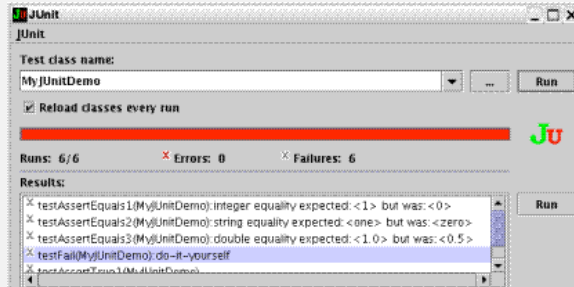 JUnit
JUnit
Test class name:
MyJUnitDemo
... Run
Reload classes every run
JU
Runs: 6/6 X Errors: 0 X Failures: 6
Results:
Run
X testAssertEquals1(MyJUnitDemo):integer equality expected:<1> but was:<0>
X testAssertEquals2(MyJUnitDemo):string equality expected:<one> but was:<zero>
X testAssertEquals3(MyJUnitDemo):double equality expected:<1.0> but was:<0.5>
X testFail(MyJUnitDemo):do-it-yourself
X testAssertTrue1(MyJUnitDemo)